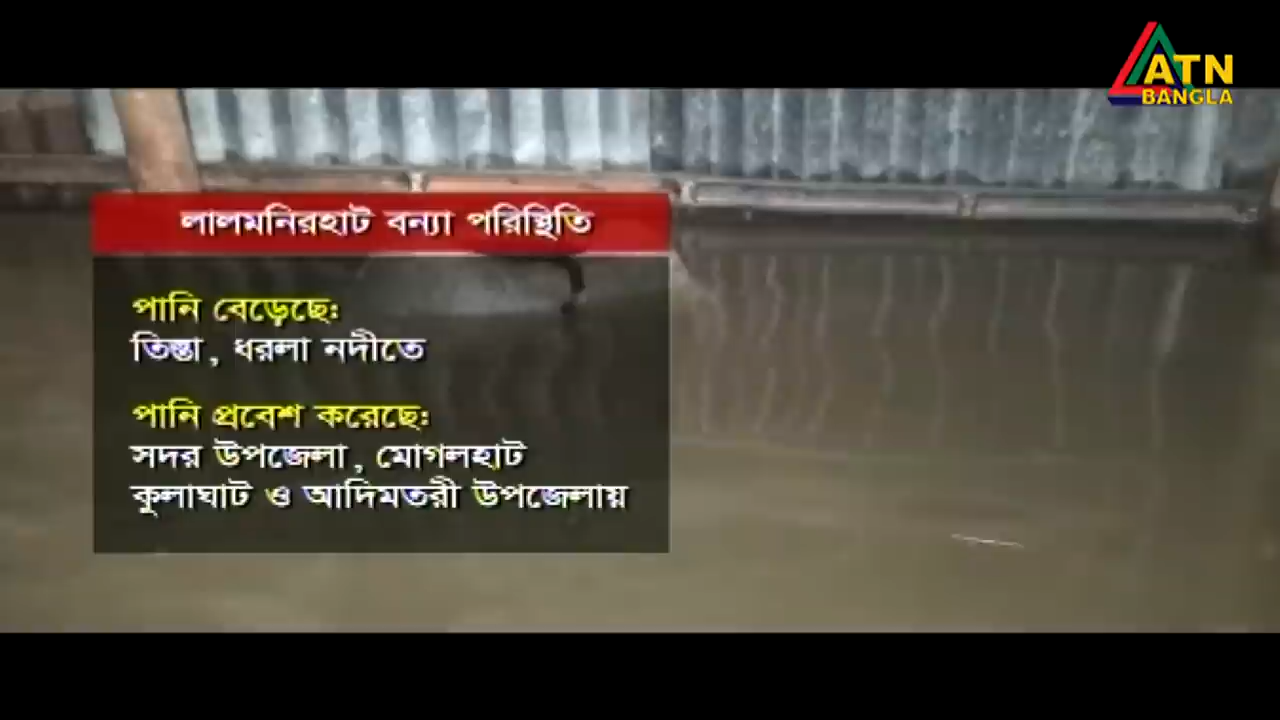 ATN
BANGLA
লালমনিরহাট বন্যা পরিস্থিতি
পানি বেড়েছে:
তিস্তা, ধরলা নদীতে
পানি প্রবেশ করেছে:
সদর উপজেলা, মোগলহাট
কুলাঘাট ও আদিমতরী উপজেলায়